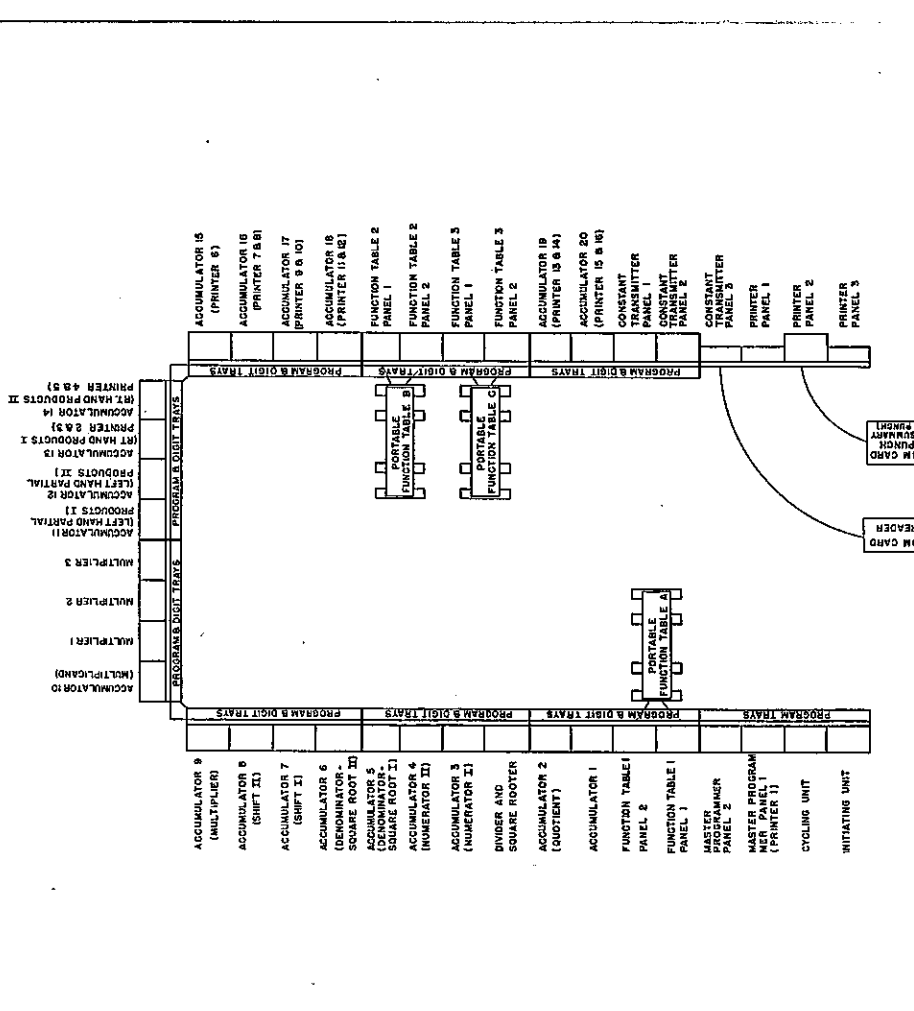 ACCUMULATOR 15
(PRINTER 6)
ACCUMULATOR 16
(PRINTER 7 & 8)
ACCUMULATOR 17
(PRINTER 9 & 10)
ACCUMULATOR 18
(PRINTER 11 & 12)
FUNCTION TABLE 2
PANEL 1
FUNCTION TABLE 2
PANEL 2
FUNCTION TABLE 3
PANEL 1
FUNCTION TABLE 3
PANEL 2
ACCUMULATOR 19
(PRINTER 13 & 14)
ACCUMULATOR 20
(PRINTER 15 & 16)
CONSTANT
TRANSMITTER
PANEL 1
CONSTANT
TRANSMITTER
PANEL 2
CONSTANT
TRANSMITTER
PANEL 3
PRINTER
PANEL 1
PRINTER
PANEL 2
PRINTER
PANEL 3
PROGRAM & DIGIT TRAYS
PROGRAM & DIGIT TRAYS
PROGRAM & DIGIT TRAYS
ACCUMULATOR 14
(RT. HAND PRODUCTS II
PRINTER 4 & 5)
ACCUMULATOR 13
(RT HAND PRODUCTS I
PRINTER 2 & 3)
ACCUMULATOR 12
(LEFT HAND PARTIAL
PRODUCTS II)
ACCUMULATOR 11
(LEFT HAND PARTIAL
PRODUCTS I)
MULTIPLIER 3
MULTIPLIER 2
MULTIPLIER 1
ACCUMULATOR 10
(MULTIPLICAND)
PROGRAM & DIGIT TRAYS
PROGRAM & DIGIT TRAYS
PORTABLE
FUNCTION TABLE B
PORTABLE
FUNCTION TABLE C
PORTABLE
FUNCTION TABLE A
M CARD
PUNCH
SUMMARY
PUNCH)
M CARD
READER
PROGRAM & DIGIT TRAYS
PROGRAM & DIGIT TRAYS
PROGRAM & DIGIT TRAYS
PROGRAM TRAYS
ACCUMULATOR 9
(MULTIPLIER)
ACCUMULATOR 8
(SHIFT II)
ACCUMULATOR 7
(SHIFT I)
ACCUMULATOR 6
(DENOMINATOR-
SQUARE ROOT II)
ACCUMULATOR 5
(DENOMINATOR-
SQUARE ROOT I)
ACCUMULATOR 4
(NUMERATOR II)
ACCUMULATOR 3
(NUMERATOR I)
DIVIDER AND
SQUARE ROOTER
ACCUMULATOR 2
(QUOTIENT)
ACCUMULATOR 1
FUNCTION TABLE 1
PANEL 2
FUNCTION TABLE 1
PANEL 1
MASTER
PROGRAMMER
PANEL 2
MASTER PROGRAM
MER PANEL 1
(PRINTER 1)
CYCLING UNIT
INITIATING UNIT